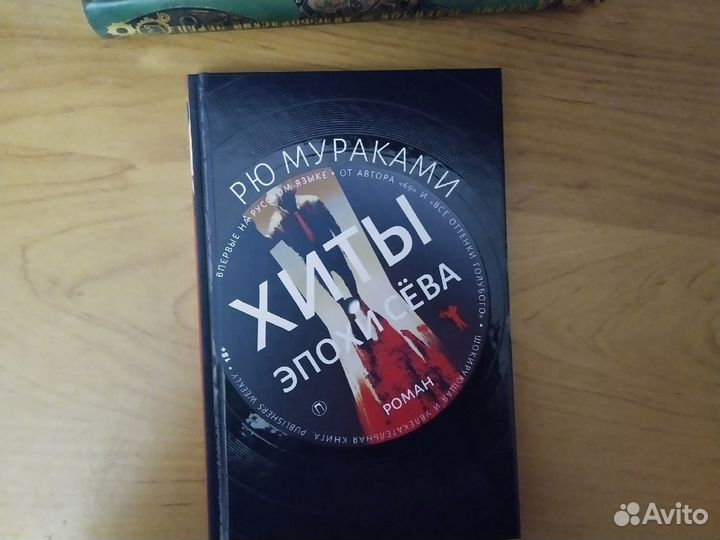 РЮ МУРАКАМИ
ВПЕРВЫЕ НА РУССКОМ ЯЗЫКЕ • ОТ АВТОРА «69» И «ВСЕ ОТТЕНКИ ГОЛУБОГО» • ШОКИРУЮЩАЯ И УВЛЕКАТЕЛЬНАЯ КНИГА PUBLISHERS WEEKLY • 18+
ХИТЫ
ЭПОХИ СЁВА
РОМАН
Avito